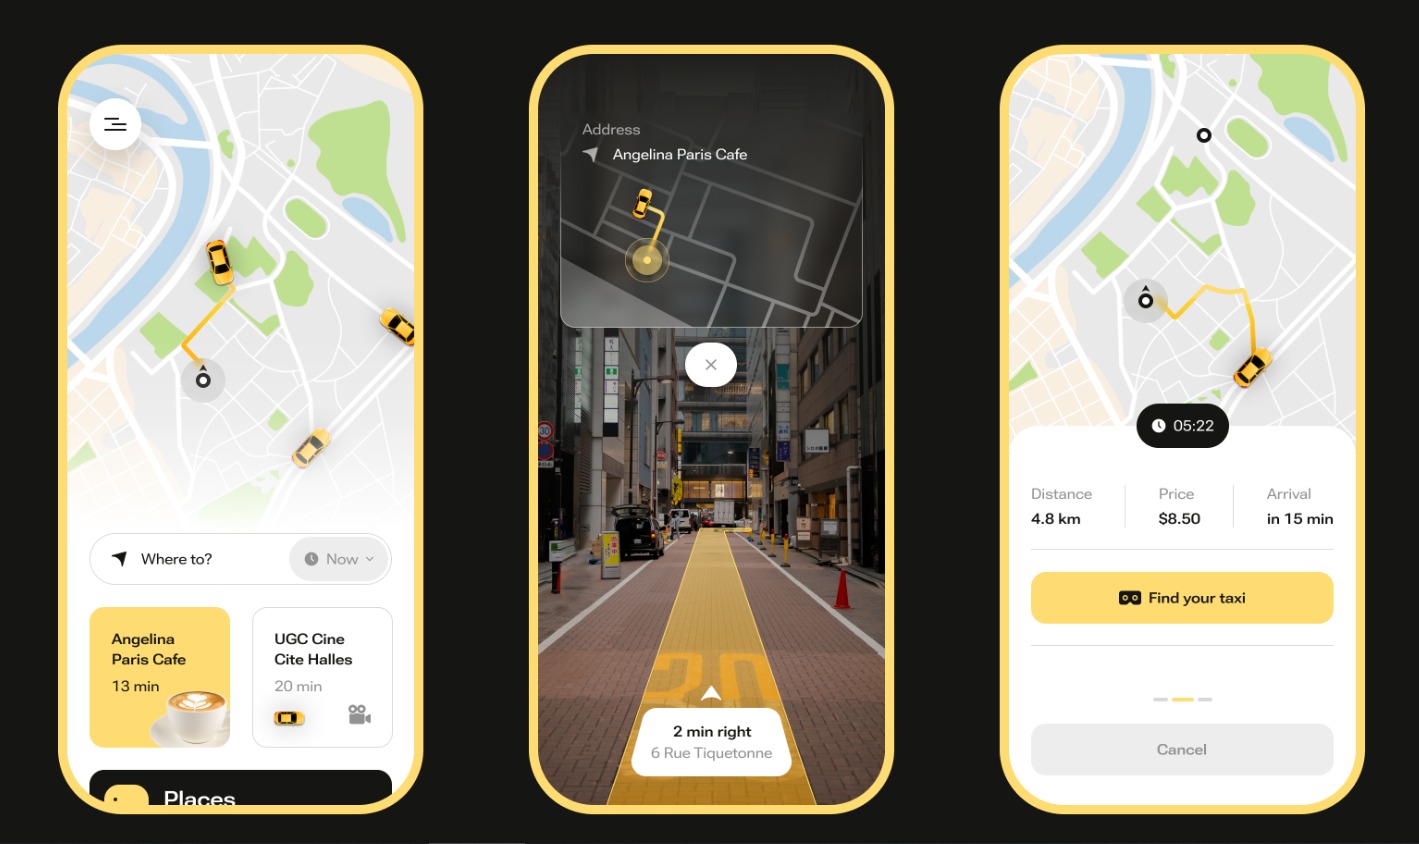 Where to?
Now
Angelina
Paris Cafe
13 min
UGC Cine
Cite Halles
20 min
Places
Address
Angelina Paris Cafe
30
20
2 min right
6 Rue Tiquetonne
05:22
Distance
4.8 km
Price
$8.50
Arrival
in 15 min
Find your taxi
Cancel